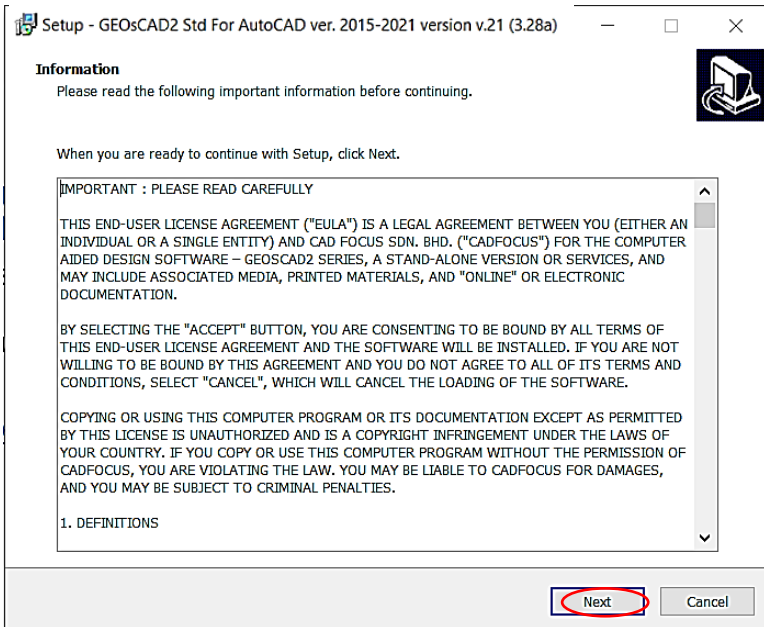 Setup - GEOsCAD2 Std For AutoCAD ver. 2015-2021 version v.21 (3.28a)
Information
Please read the following important information before continuing.
When you are ready to continue with Setup, click Next.
IMPORTANT : PLEASE READ CAREFULLY
THIS END-USER LICENSE AGREEMENT ("EULA") IS A LEGAL AGREEMENT BETWEEN YOU (EITHER AN
INDIVIDUAL OR A SINGLE ENTITY) AND CAD FOCUS SDN. BHD. ("CADFOCUS") FOR THE COMPUTER
AIDED DESIGN SOFTWARE – GEOSCAD2 SERIES, A STAND-ALONE VERSION OR SERVICES, AND
MAY INCLUDE ASSOCIATED MEDIA, PRINTED MATERIALS, AND "ONLINE" OR ELECTRONIC
DOCUMENTATION.
BY SELECTING THE "ACCEPT" BUTTON, YOU ARE CONSENTING TO BE BOUND BY ALL TERMS OF
THIS END-USER LICENSE AGREEMENT AND THE SOFTWARE WILL BE INSTALLED. IF YOU ARE NOT
WILLING TO BE BOUND BY THIS AGREEMENT AND YOU DO NOT AGREE TO ALL OF ITS TERMS AND
CONDITIONS, SELECT "CANCEL", WHICH WILL CANCEL THE LOADING OF THE SOFTWARE.
COPYING OR USING THIS COMPUTER PROGRAM OR ITS DOCUMENTATION EXCEPT AS PERMITTED
BY THIS LICENSE IS UNAUTHORIZED AND IS A COPYRIGHT INFRINGEMENT UNDER THE LAWS OF
YOUR COUNTRY. IF YOU COPY OR USE THIS COMPUTER PROGRAM WITHOUT THE PERMISSION OF
CADFOCUS, YOU ARE VIOLATING THE LAW. YOU MAY BE LIABLE TO CADFOCUS FOR DAMAGES,
AND YOU MAY BE SUBJECT TO CRIMINAL PENALTIES.
1. DEFINITIONS
Next
Cancel